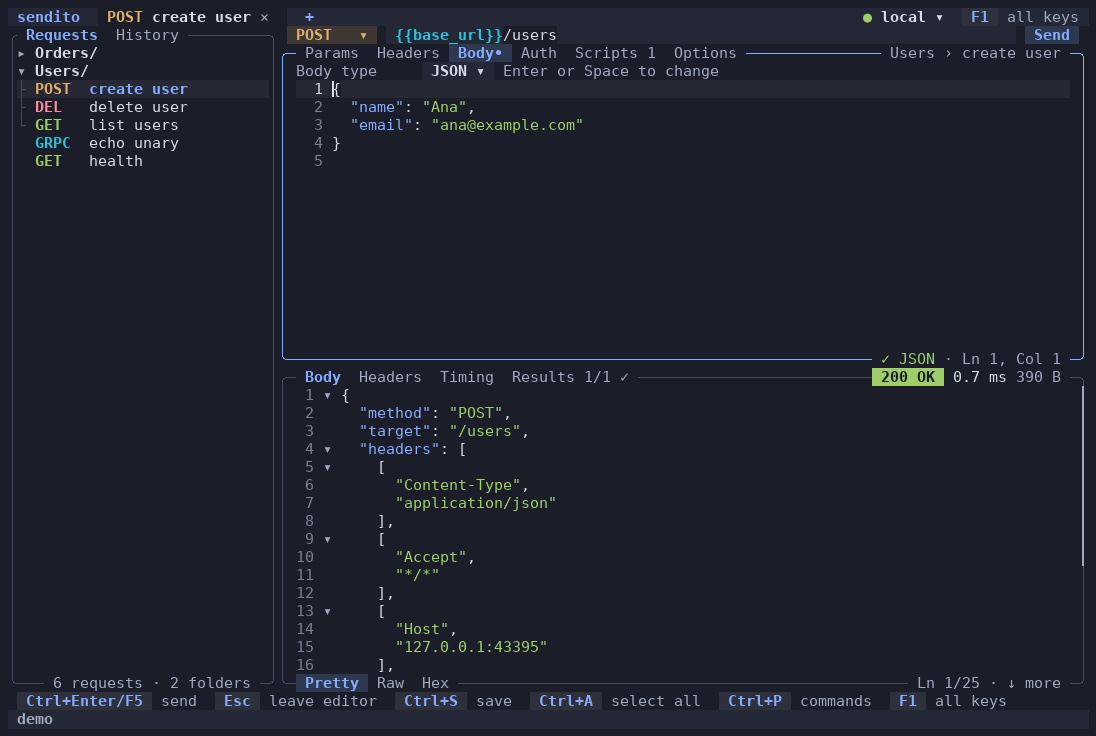 sendito POST create user × + ● local ▾ F1 all keys
Requests History POST ▾ {{base_url}}/users Send
▸ Orders/ Params Headers Body• Auth Scripts 1 Options Users › create user
▾ Users/ Body type JSON ▾ Enter or Space to change
POST create user 1 {
DEL delete user 2 "name": "Ana",
GET list users 3 "email": "ana@example.com"
GRPC echo unary 4 }
GET health 5
✓ JSON · Ln 1, Col 1
Body Headers Timing Results 1/1 ✓ 200 OK 0.7 ms 390 B
1 ▾ {
2 "method": "POST",
3 "target": "/users",
4 ▾ "headers": [
5 ▾ [
6 "Content-Type",
7 "application/json"
8 ],
9 ▾ [
10 "Accept",
11 "*/*"
12 ],
13 ▾ [
14 "Host",
15 "127.0.0.1:43395"
16 ],
6 requests · 2 folders Pretty Raw Hex Ln 1/25 · ↓ more
Ctrl+Enter/F5 send Esc leave editor Ctrl+S save Ctrl+A select all Ctrl+P commands F1 all keys
demo